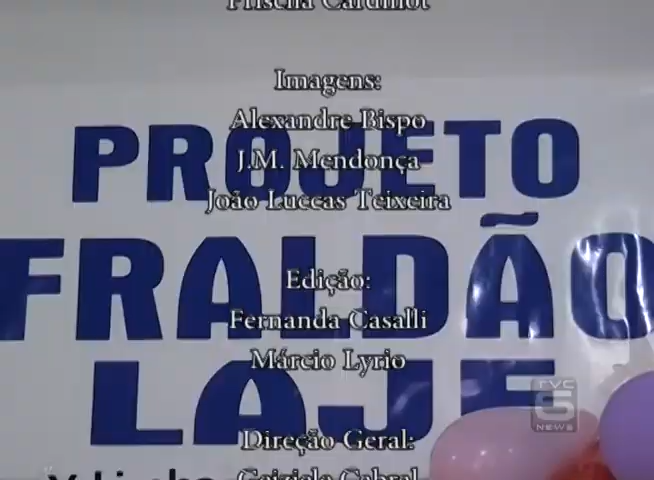 Imagens:
Alexandre Bispo
J.M. Mendonça
João Luccas Teixeira
Edição:
Fernanda Casalli
Márcio Lyrio
Direção Geral:
PROJETO
FRALDÃO
LAJE
TVC
6
NEWS